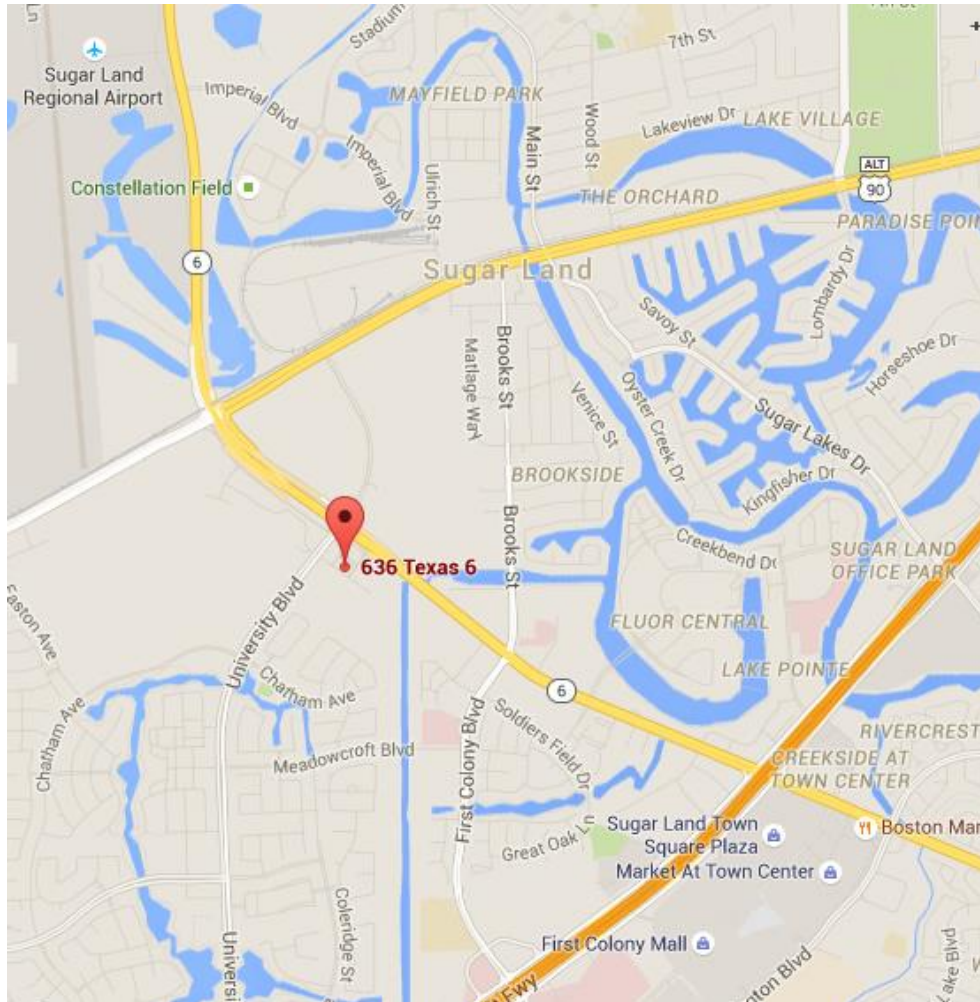 Ln
Stadium
7th St
Sugar Land
Regional Airport
Imperial Blvd
MAYFIELD PARK
Main St
Wood St
Lakeview Dr
LAKE VILLAGE
Imperial Blvd
Ulrich St
ALT
90
Constellation Field
THE ORCHARD
PARADISE POIN
6
Sugar Land
Lombardy Dr
Savoy St
Horseshoe Dr
Brooks St
Matlage Way
Venice St
Oyster Creek Dr
Sugar Lakes Dr
BROOKSIDE
Kingfisher Dr
Brooks St
Creekbend Dr
SUGAR LAND
OFFICE PARK
636 Texas 6
Easton Ave
University Blvd
FLUOR CENTRAL
LAKE POINTE
Chatham Ave
Chatham Ave
6
Soldiers Field Dr
RIVERCREST
Meadowcroft Blvd
First Colony Blvd
CREEKSIDE AT
TOWN CENTER
Great Oak Ln
Sugar Land Town
Square Plaza
Boston Mar
Market At Town Center
Coleridge St
Universi
First Colony Mall
gton Blvd
Lake Blvd
Fwy